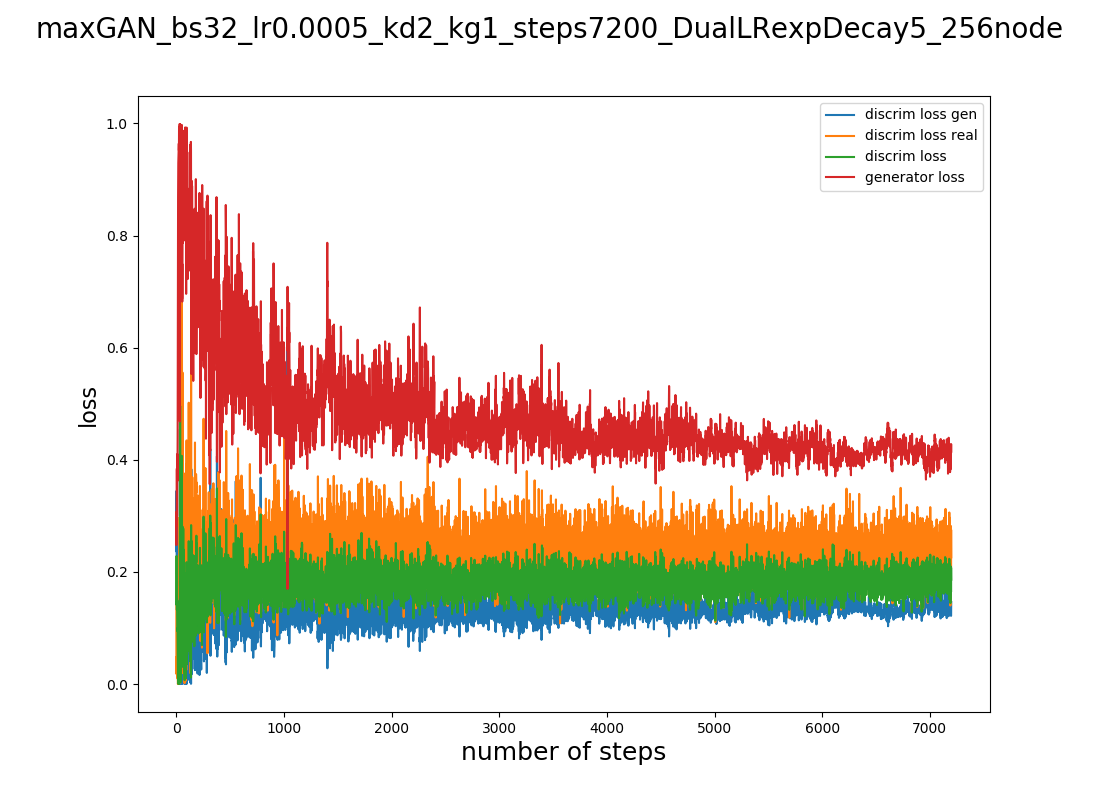 maxGAN_bs32_lr0.0005_kd2_kg1_steps7200_DualLRexpDecay5_256node
discrim loss gen
discrim loss real
discrim loss
generator loss
loss
1.0
0.8
0.6
0.4
0.2
0.0
0 1000 2000 3000 4000 5000 6000 7000
number of steps